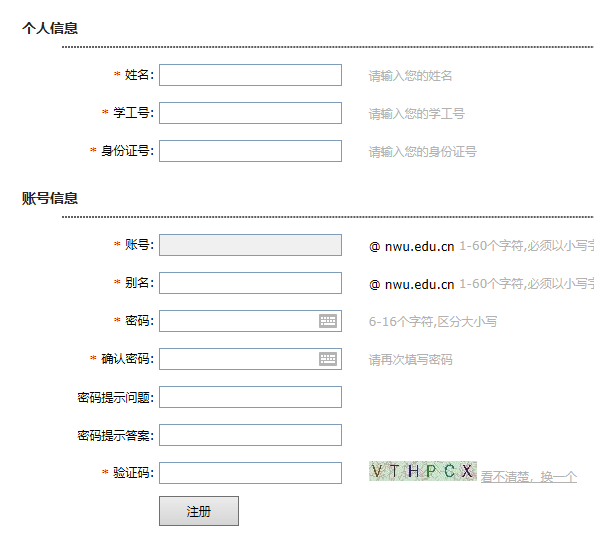 个人信息
* 姓名: 请输入您的姓名
* 学工号: 请输入您的学工号
* 身份证号: 请输入您的身份证号
账号信息
* 账号: @ nwu.edu.cn 1-60个字符,必须以小写字
* 别名: @ nwu.edu.cn 1-60个字符,必须以小写字
* 密码: 6-16个字符,区分大小写
* 确认密码: 请再次填写密码
密码提示问题:
密码提示答案:
* 验证码: VTHPCX 看不清楚，换一个
注册